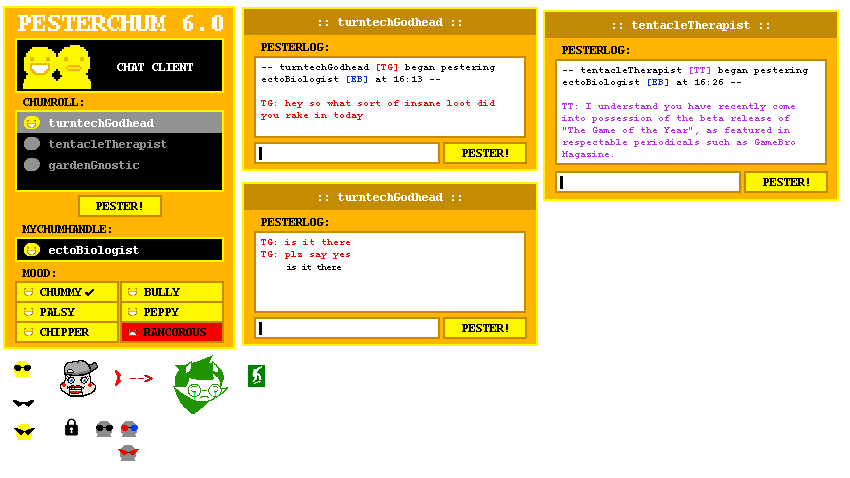 PESTERCHUM 6.0
CHAT CLIENT
CHUMROLL:
turntechGodhead
tentacleTherapist
gardenGnostic
PESTER!
MYCHUMHANDLE:
ectoBiologist
MOOD:
CHUMMY
BULLY
PALSY
PEPPY
CHIPPER
RANCOROUS
:: turntechGodhead ::
PESTERLOG:
-- turntechGodhead [TG] began pestering
ectoBiologist [EB] at 16:13 --
TG: hey so what sort of insane loot did
you rake in today
PESTER!
:: turntechGodhead ::
PESTERLOG:
TG: is it there
TG: plz say yes
is it there
PESTER!
:: tentacleTherapist ::
PESTERLOG:
-- tentacleTherapist [TT] began pestering
ectoBiologist [EB] at 16:26 --
TT: I understand you have recently come
into possession of the beta release of
"The Game of the Year", as featured in
respectable periodicals such as GameBro
Magazine.
PESTER!